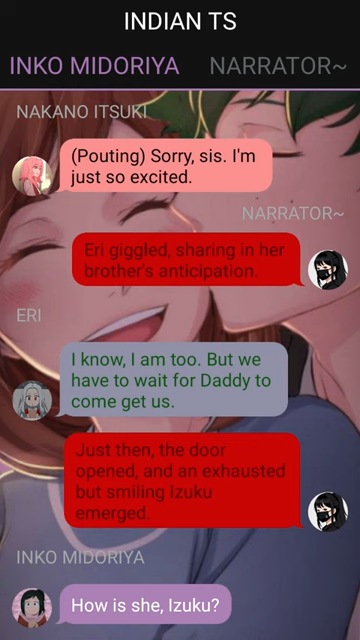 INDIAN TS
INKO MIDORIYA NARRATOR~
NAKANO ITSUKI
(Pouting) Sorry, sis. I'm
just so excited.
NARRATOR~
Eri giggled, sharing in her
brother's anticipation.
ERI
I know, I am too. But we
have to wait for Daddy to
come get us.
Just then, the door
opened, and an exhausted
but smiling Izuku
emerged.
INKO MIDORIYA
How is she, Izuku?